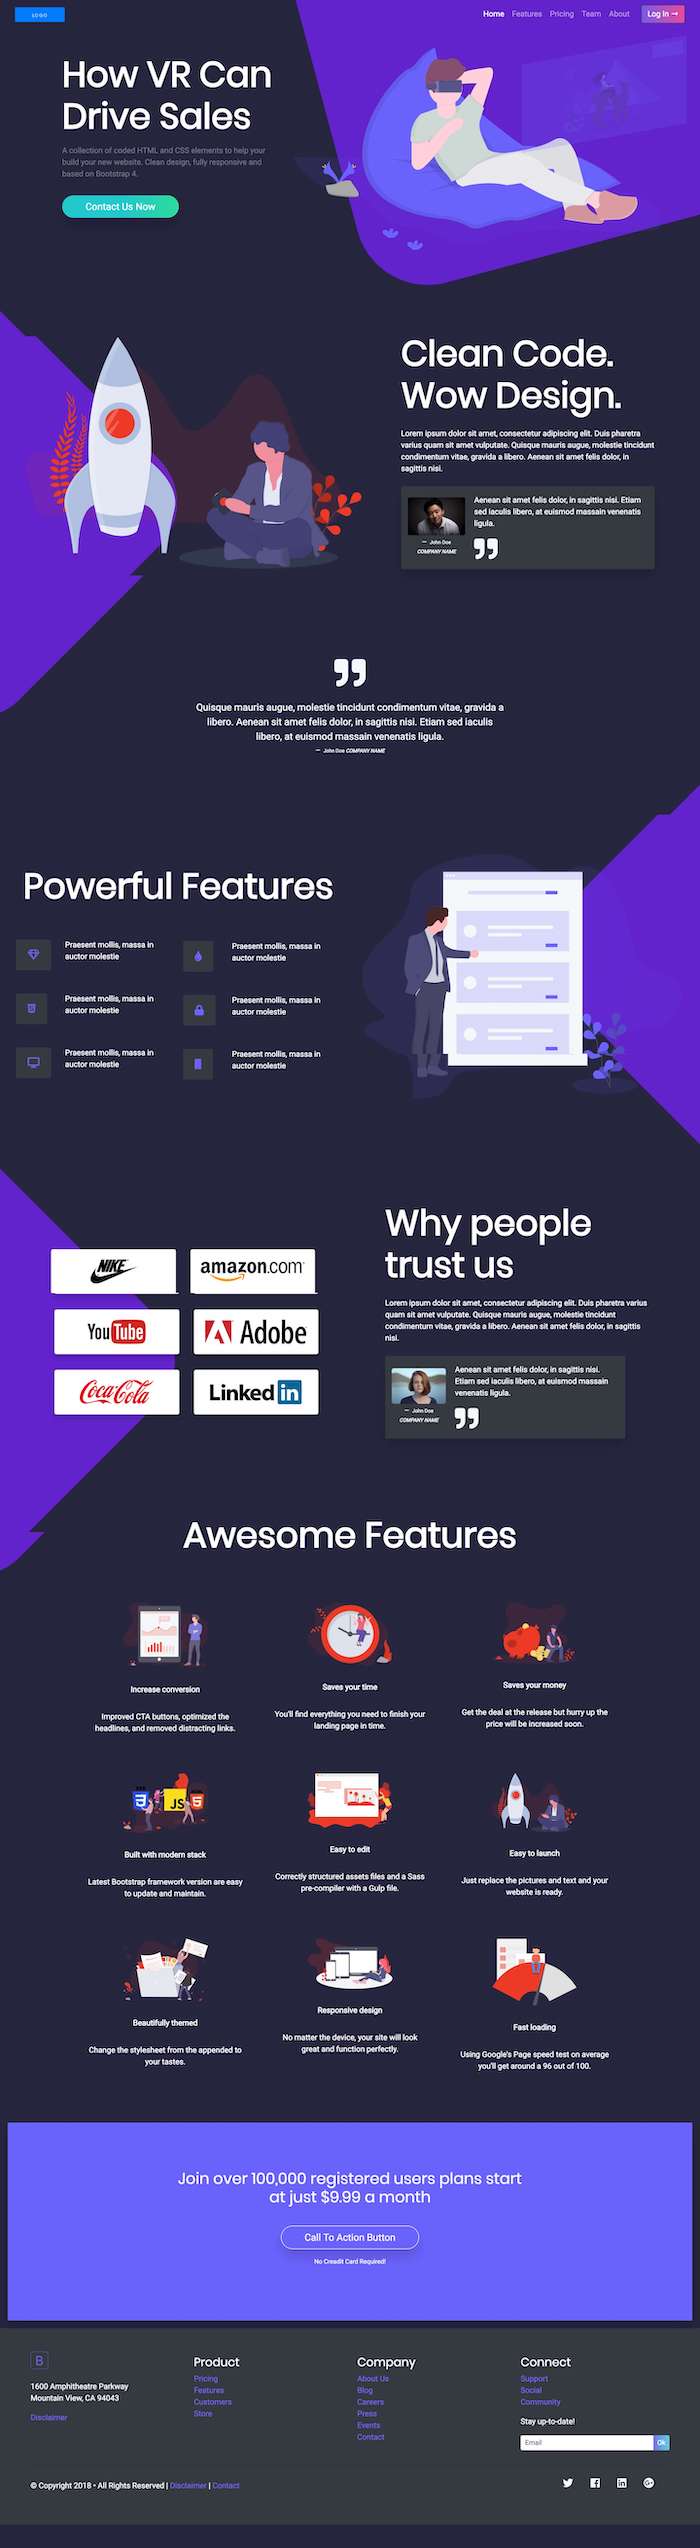 LOGO
Home Features Pricing Team About Log In
How VR Can
Drive Sales
A collection of coded HTML and CSS elements to help your
build your new website. Clean design, fully responsive and
based on Bootstrap 4.
Contact Us Now
Clean Code.
Wow Design.
Lorem ipsum dolor sit amet, consectetur adipiscing elit. Duis pharetra
varius quam sit amet vulputate. Quisque mauris augue, molestie tincidunt
condimentum vitae, gravida a libero. Aenean sit amet felis dolor, in
sagittis nisi.
Aenean sit amet felis dolor, in sagittis nisi. Etiam
sed iaculis libero, at euismod massain venenatis
ligula.
— John Doe
COMPANY NAME
Quisque mauris augue, molestie tincidunt condimentum vitae, gravida a
libero. Aenean sit amet felis dolor, in sagittis nisi. Etiam sed iaculis
libero, at euismod massain venenatis ligula.
— John Doe COMPANY NAME
Powerful Features
Praesent mollis, massa in
auctor molestie
Praesent mollis, massa in
auctor molestie
Praesent mollis, massa in
auctor molestie
Praesent mollis, massa in
auctor molestie
Praesent mollis, massa in
auctor molestie
Praesent mollis, massa in
auctor molestie
NIKE
amazon.com
YouTube
Adobe
Coca-Cola
Linked in
Why people
trust us
Lorem ipsum dolor sit amet, consectetur adipiscing elit. Duis pharetra varius
quam sit amet vulputate. Quisque mauris augue, molestie tincidunt
condimentum vitae, gravida a libero. Aenean sit amet felis dolor, in sagittis
nisi.
Aenean sit amet felis dolor, in sagittis nisi.
Etiam sed iaculis libero, at euismod massain
venenatis ligula.
— John Doe
COMPANY NAME
Awesome Features
Increase conversion
Improved CTA buttons, optimized the
headlines, and removed distracting links.
Saves your time
You'll find everything you need to finish your
landing page in time.
Saves your money
Get the deal at the release but hurry up the
price will be increased soon.
3 JS 5
Built with modern stack
Latest Bootstrap framework version are easy
to update and maintain.
Easy to edit
Correctly structured assets files and a Sass
pre-compiler with a Gulp file.
Easy to launch
Just replace the pictures and text and your
website is ready.
Beautifully themed
Change the stylesheet from the appended to
your tastes.
Responsive design
No matter the device, your site will look
great and function perfectly.
Fast loading
Using Google's Page speed test on average
you'll get around a 96 out of 100.
Join over 100,000 registered users plans start
at just $9.99 a month
Call To Action Button
No Creadit Card Required!
B
1600 Amphitheatre Parkway
Mountain View, CA 94043
Disclaimer
Product
Pricing
Features
Customers
Store
Company
About Us
Blog
Careers
Press
Events
Contact
Connect
Support
Social
Community
Stay up-to-date!
Email Ok
© Copyright 2018 • All Rights Reserved | Disclaimer | Contact